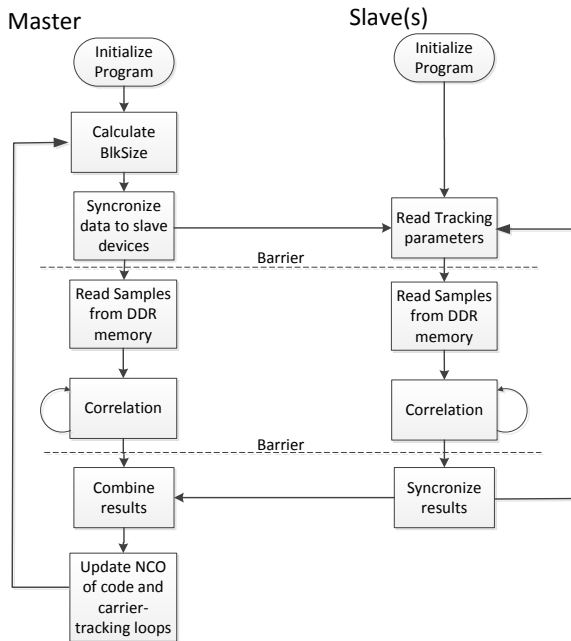 Master
Slave(s)
Initialize
Program
Initialize
Program
Calculate
BlkSize
Syncronize
data to slave
devices
Read Tracking
parameters
Barrier
Read Samples
from DDR
memory
Read Samples
from DDR
memory
Correlation
Correlation
Barrier
Combine
results
Syncronize
results
Update NCO
of code and
carrier-
tracking loops